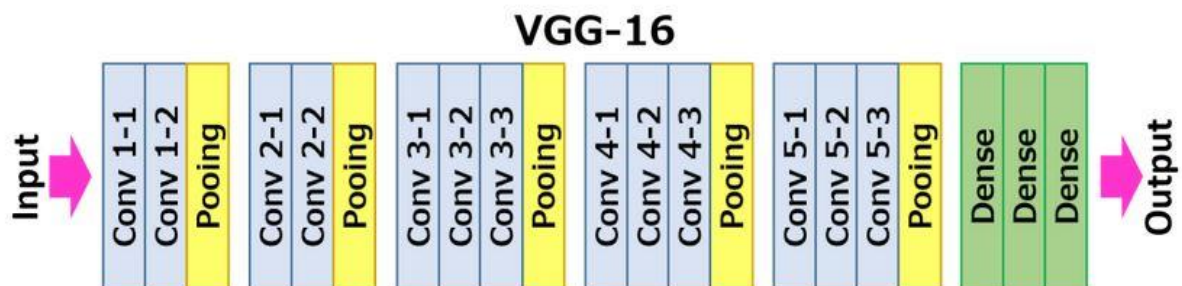 VGG-16
Input
Conv 1-1
Conv 1-2
Pooing
Conv 2-1
Conv 2-2
Pooing
Conv 3-1
Conv 3-2
Conv 3-3
Pooing
Conv 4-1
Conv 4-2
Conv 4-3
Pooing
Conv 5-1
Conv 5-2
Conv 5-3
Pooing
Dense
Dense
Dense
Output